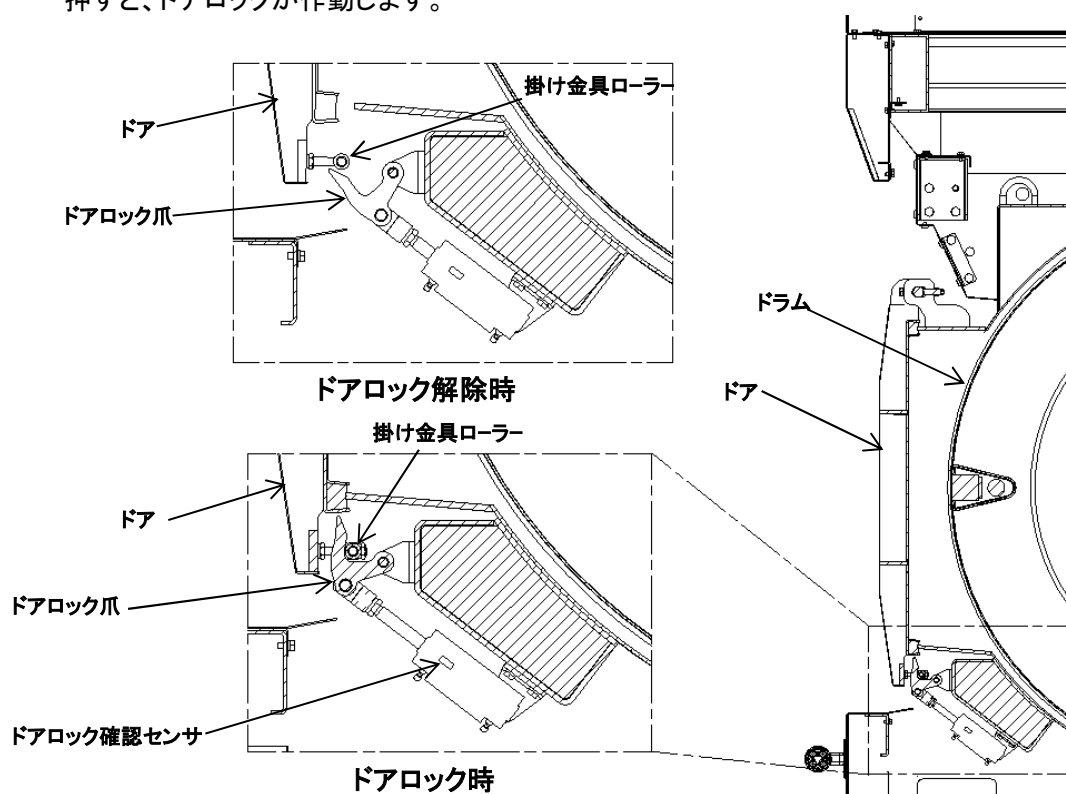 押すと、ドアロックが作動します。
掛け金具ローラー
ドア
ドアロック爪
ドアロック解除時
掛け金具ローラー
ドア
ドアロック爪
ドアロック確認センサ
ドアロック時
ドラム
ドア